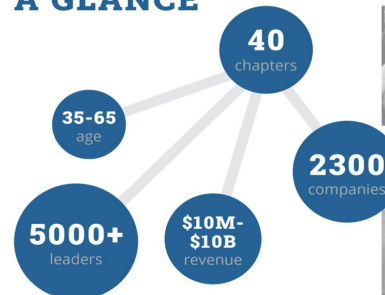 A GLANCE
40
chapters
35-65
age
2300
companies
5000+
leaders
$10M-
$10B
revenue